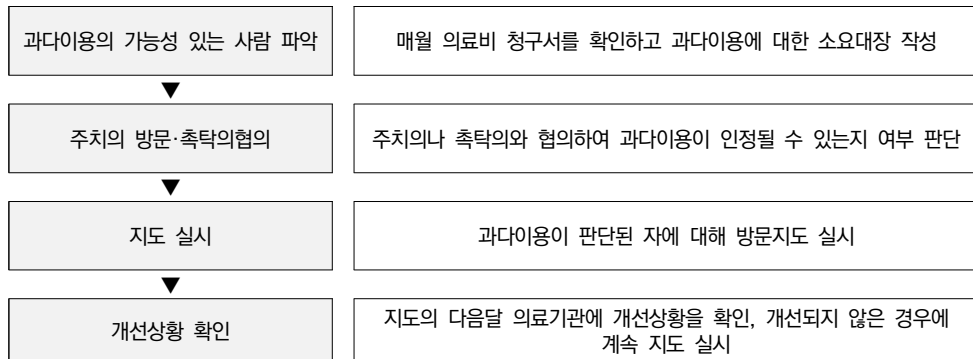 과다이용의 가능성 있는 사람 파악
매월 의료비 청구서를 확인하고 과다이용에 대한 소요대장 작성
▼
주치의 방문·촉탁의협의
주치의나 촉탁의와 협의하여 과다이용이 인정될 수 있는지 여부 판단
▼
지도 실시
과다이용이 판단된 자에 대해 방문지도 실시
▼
개선상황 확인
지도의 다음달 의료기관에 개선상황을 확인, 개선되지 않은 경우에
계속 지도 실시